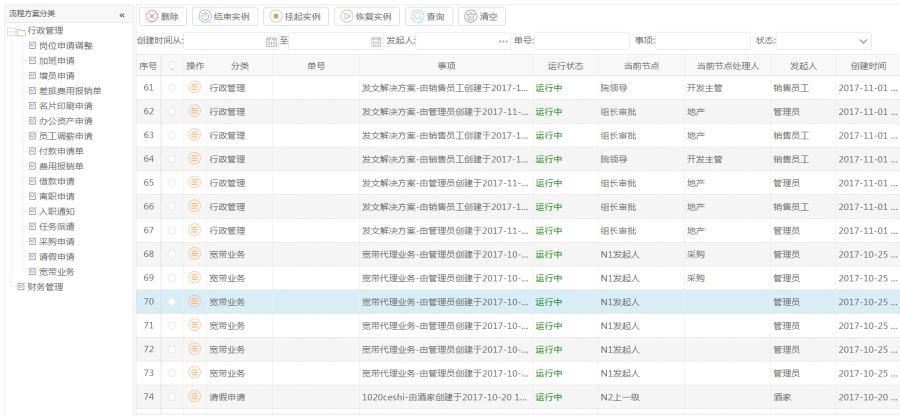 流程方案分类 «
行政管理
岗位申请调整
加班申请
增员申请
差旅费用报销单
名片印刷申请
办公资产申请
员工调薪申请
付款申请单
费用报销单
借款申请
离职申请
入职通知
任务派遣
采购申请
请假申请
宽带业务
财务管理
删除 结束实例 挂起实例 恢复实例 查询 清空
创建时间从: 至 发起人: 单号: 事项: 状态:
序号 操作 分类 单号 事项 运行状态 当前节点 当前节点处理人 发起人 创建时间
61 行政管理 发文解决方案-由销售员工创建于2017-1... 运行中 院领导 开发主管 销售员工 2017-11-01 ...
62 行政管理 发文解决方案-由管理员创建于2017-11-... 运行中 组长审批 地产 管理员 2017-11-01 ...
63 行政管理 发文解决方案-由销售员工创建于2017-1... 运行中 组长审批 地产 销售员工 2017-11-01 ...
64 行政管理 发文解决方案-由销售员工创建于2017-1... 运行中 院领导 开发主管 销售员工 2017-11-01 ...
65 行政管理 发文解决方案-由管理员创建于2017-11-... 运行中 组长审批 地产 管理员 2017-11-01 ...
66 行政管理 发文解决方案-由销售员工创建于2017-1... 运行中 组长审批 地产 销售员工 2017-11-01 ...
67 行政管理 发文解决方案-由管理员创建于2017-11-... 运行中 组长审批 地产 管理员 2017-11-01 ...
68 宽带业务 宽带代理业务-由管理员创建于2017-10-... 运行中 N1发起人 采购 管理员 2017-10-25 ...
69 宽带业务 宽带代理业务-由管理员创建于2017-10-... 运行中 N1发起人 采购 管理员 2017-10-25 ...
70 宽带业务 宽带代理业务-由管理员创建于2017-10-... 运行中 N1发起人 管理员 2017-10-25 ...
71 宽带业务 宽带代理业务-由管理员创建于2017-10-... 运行中 N1发起人 管理员 2017-10-25 ...
72 宽带业务 宽带代理业务-由管理员创建于2017-10-... 运行中 N1发起人 管理员 2017-10-25 ...
73 宽带业务 宽带代理业务-由管理员创建于2017-10-... 运行中 N1发起人 管理员 2017-10-25 ...
74 请假申请 1020ceshi-由酒家创建于2017-10-20 1... 运行中 N2上一级 酒家 2017-10-20 ...